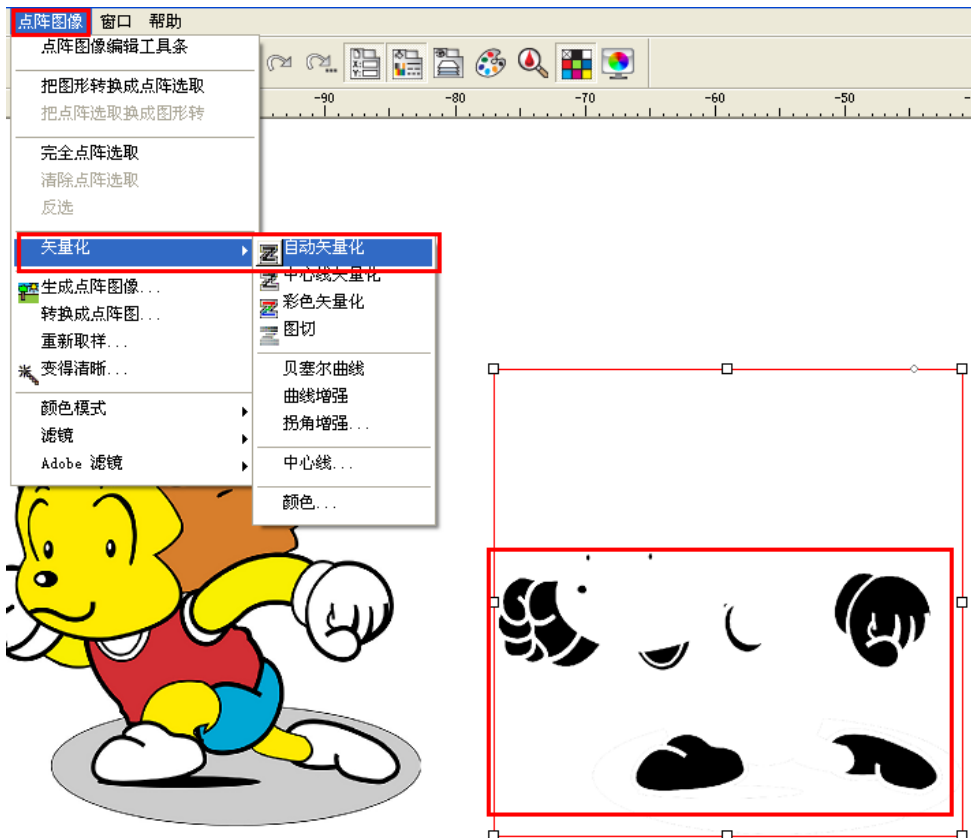 点阵图像 窗口 帮助
点阵图像编辑工具条
-90 -80 -70 -60 -50
把图形转换成点阵选取
把点阵选取换成图形转
完全点阵选取
清除点阵选取
反选
矢量化
自动矢量化
中心线矢量化
生成点阵图像...
彩色矢量化
转换成点阵图...
图切
重新取样...
变得清晰...
贝塞尔曲线
曲线增强
颜色模式
拐角增强...
滤镜
Adobe 滤镜
中心线...
颜色...